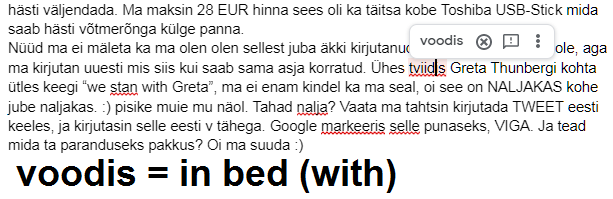 hästi väljendada. Ma maksin 28 EUR hinna sees oli ka täitsa kobe Toshiba USB-Stick mida
saab hästi võtmerõnga külge panna.
voodis
Nüüd ma ei mäleta ka ma olen olen sellest juba äkki kirjutanud ole, aga
ma kirjutan uuesti mis siis kui saab sama asja korratud. Ühes tviidis Greta Thunbergi kohta
ütles keegi “we stan with Greta”, ma ei enam kindel ka ma seal, oi see on NALJAKAS kohe
jube naljakas. :) pisike muie mu näol. Tahad nalja? Vaata ma tahtsin kirjutada TWEET eesti
keeles, ja kirjutasin selle eesti v tähega. Google markeeris selle punaseks, VIGA. Ja tead
mida ta paranduseks pakkus? Oi ma suuda :)
voodis = in bed (with)